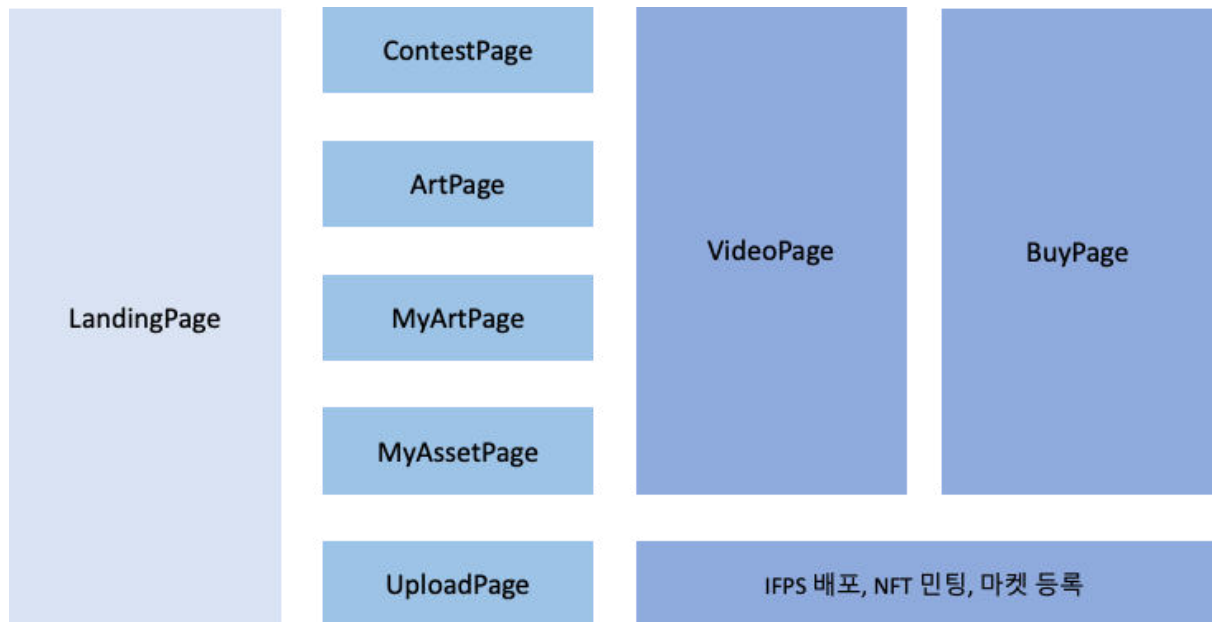 ContestPage
ArtPage
VideoPage
BuyPage
LandingPage
MyArtPage
MyAssetPage
UploadPage
IFPS 배포, NFT 민팅, 마켓 등록